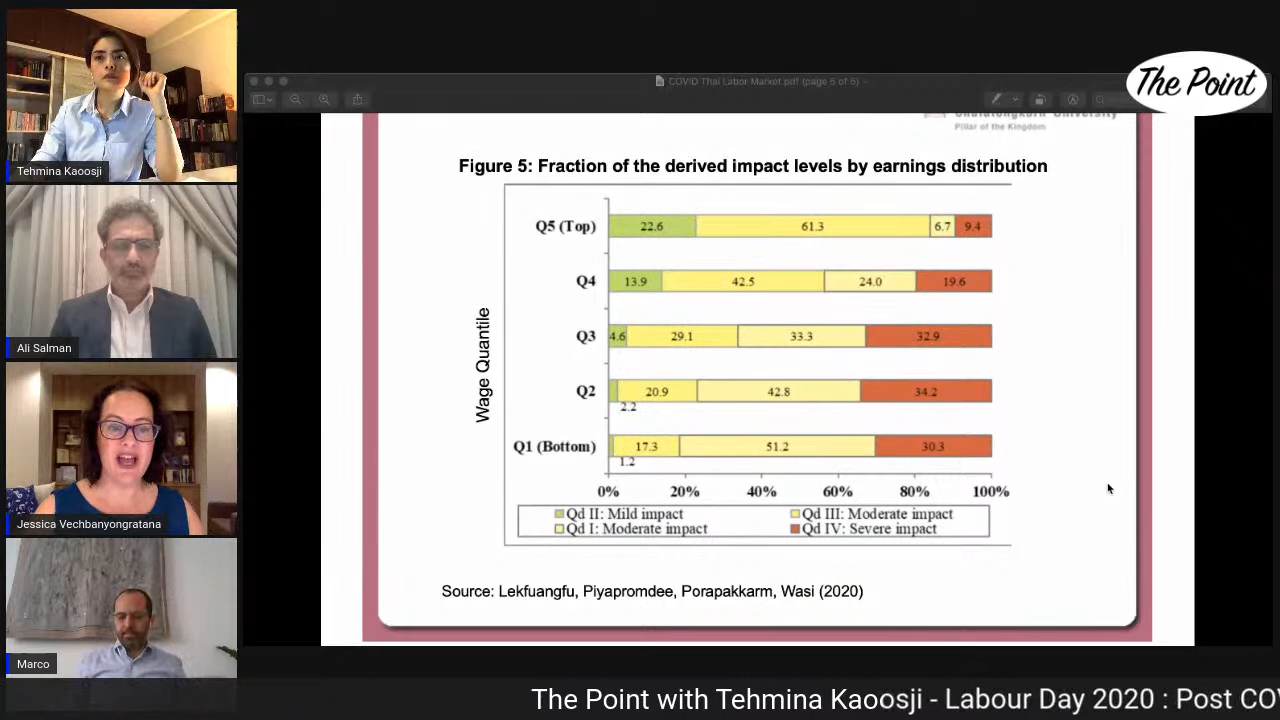 Tehmina Kaoosji
Ali Salman
Jessica Vechbanyongratana
Marco
COVID Thai Labor Market.pdf (page 5 of 6)
The Point
University
Pillar of the Kingdom
Figure 5: Fraction of the derived impact levels by earnings distribution
Wage Quantile
Q5 (Top) 22.6 61.3 6.7 9.4
Q4 13.9 42.5 24.0 19.6
Q3 4.6 29.1 33.3 32.9
Q2 20.9 42.8 34.2
2.2
Q1 (Bottom) 17.3 51.2 30.3
1.2
0% 20% 40% 60% 80% 100%
Qd II: Mild impact Qd III: Moderate impact
Qd I: Moderate impact Qd IV: Severe impact
Source: Lekfuangfu, Piyapromdee, Porapakkarm, Wasi (2020)
The Point with Tehmina Kaoosji - Labour Day 2020 : Post COV